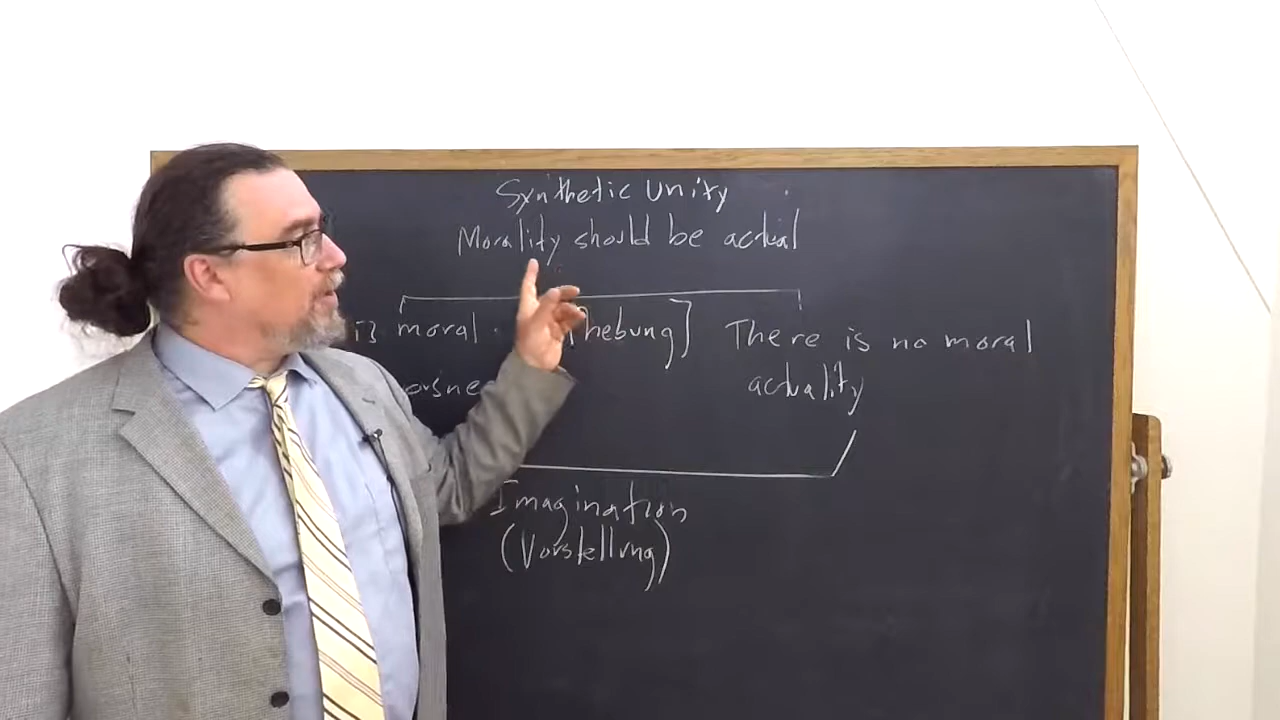 Synthetic Unity
Morality should be actual
is moral hebung] There is no moral
actuality
Imagination
(Vorstellung)